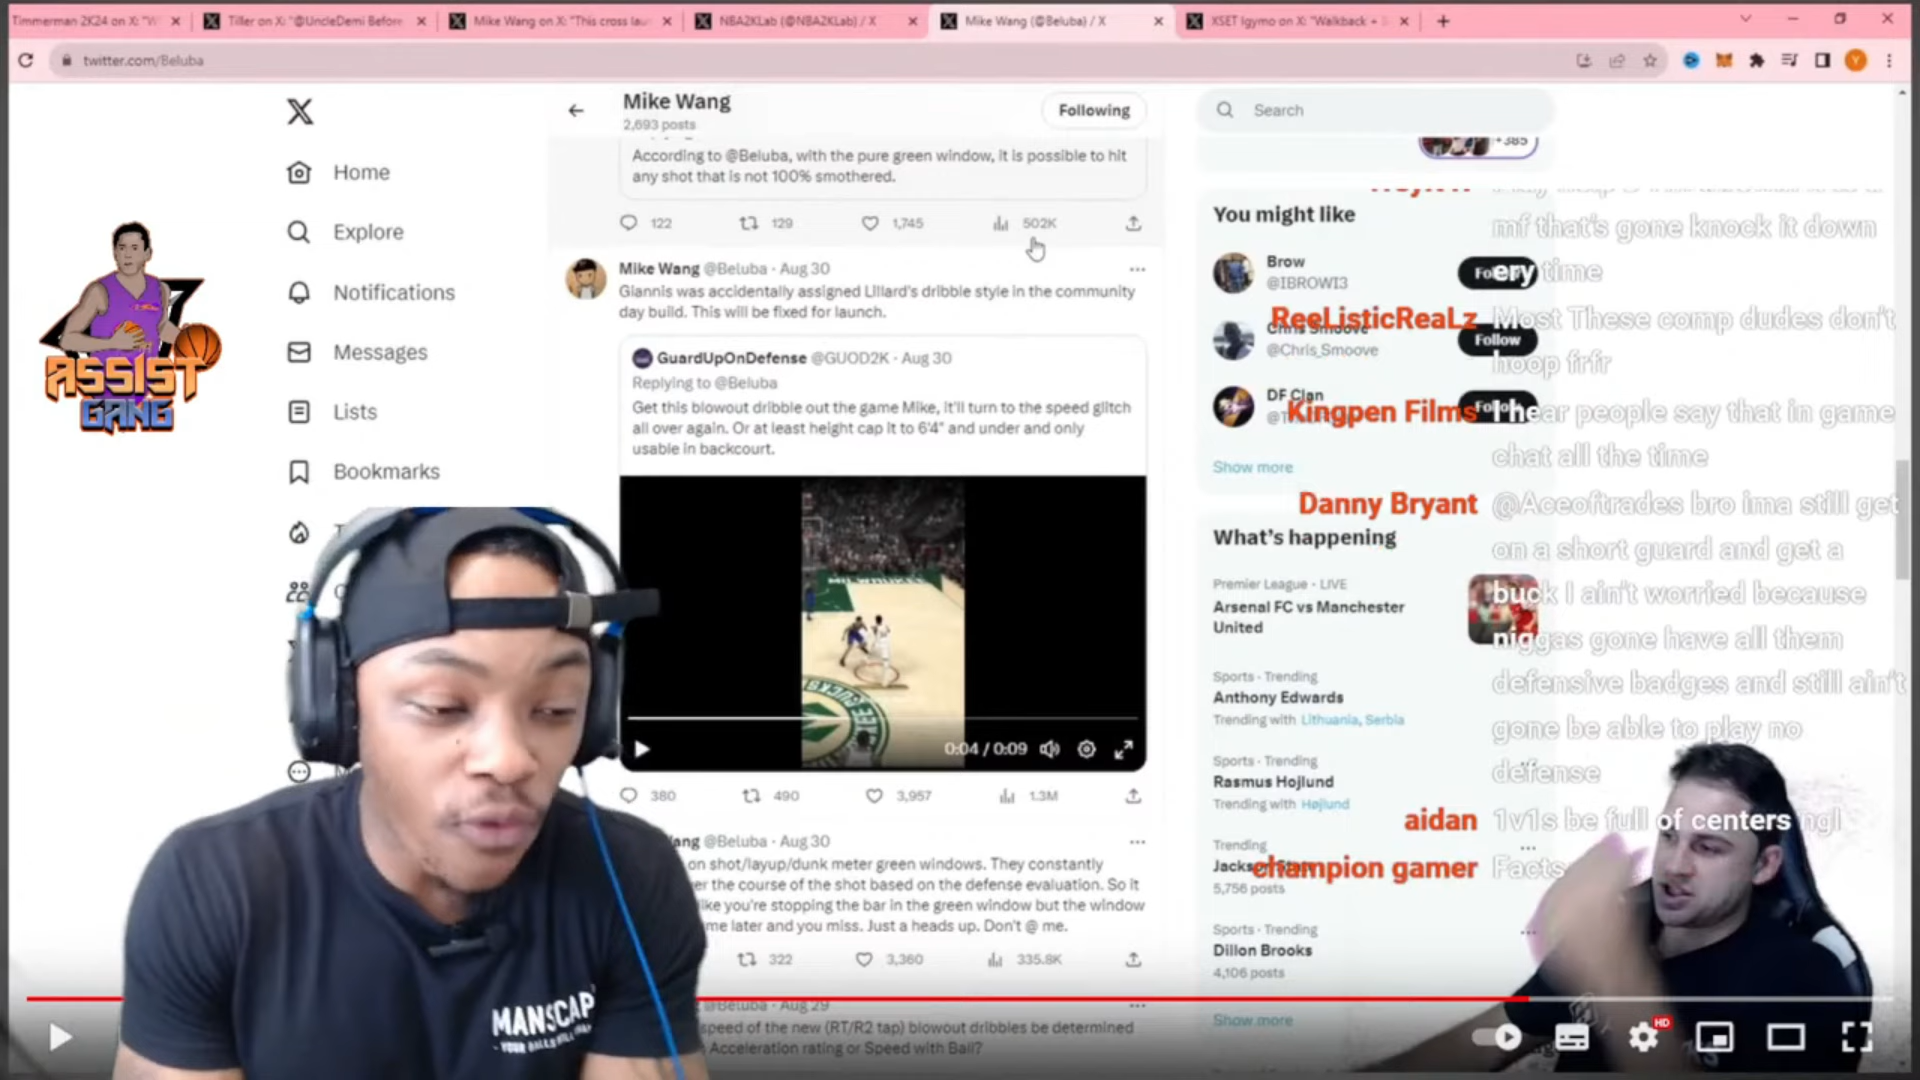 Timmerman 2K24 on X: "W
Tiller on X: "@UncleDemi Before
Mike Wang on X: "This cross lau
NBA2KLab (@NBA2KLab) / X
Mike Wang (@Beluba) / X
XSET Igymo on X: "Walkback +
twitter.com/Beluba
Home
Explore
Notifications
Messages
Lists
Bookmarks
ASSIST
GANG
Mike Wang
2,693 posts
Following
According to @Beluba, with the pure green window, it is possible to hit
any shot that is not 100% smothered.
122 129 1,745 502K
Mike Wang @Beluba · Aug 30
Giannis was accidentally assigned Lillard's dribble style in the community
day build. This will be fixed for launch.
GuardUpOnDefense @GUOD2K · Aug 30
Replying to @Beluba
Get this blowout dribble out the game Mike, it'll turn to the speed glitch
all over again. Or at least height cap it to 6'4" and under and only
usable in backcourt.
MILWAUKEE
0:04 / 0:09
380 490 3,957 1.3M
ang @Beluba · Aug 30
on shot/layup/dunk meter green windows. They constantly
er the course of the shot based on the defense evaluation. So it
ike you're stopping the bar in the green window but the window
me later and you miss. Just a heads up. Don't @ me.
322 3,360 335.8K
@Beluba · Aug 29
speed of the new (RT/R2 tap) blowout dribbles be determined
Acceleration rating or Speed with Ball?
MANSCAP
Search
+385
You might like
Brow
@IBROWI3
Chris Smoove
@Chris_Smoove
Follow
DF Clan
Show more
What's happening
Premier League · LIVE
Arsenal FC vs Manchester
United
Sports · Trending
Anthony Edwards
Trending with Lithuania, Serbia
Sports · Trending
Rasmus Hojlund
Trending with Højlund
Trending
5,756 posts
Sports · Trending
Dillon Brooks
4,106 posts
Show more
mf that's gone knock it down
ery time
ReeListicReaLz Most These comp dudes don't
hoop frfr
Kingpen Films I hear people say that in game
chat all the time
Danny Bryant @Aceoftrades bro ima still get
on a short guard and get a
buck I ain't worried because
niggas gone have all them
defensive badges and still ain't
gone be able to play no
defense
aidan 1v1s be full of centers ngl
champion gamer Facts
HD